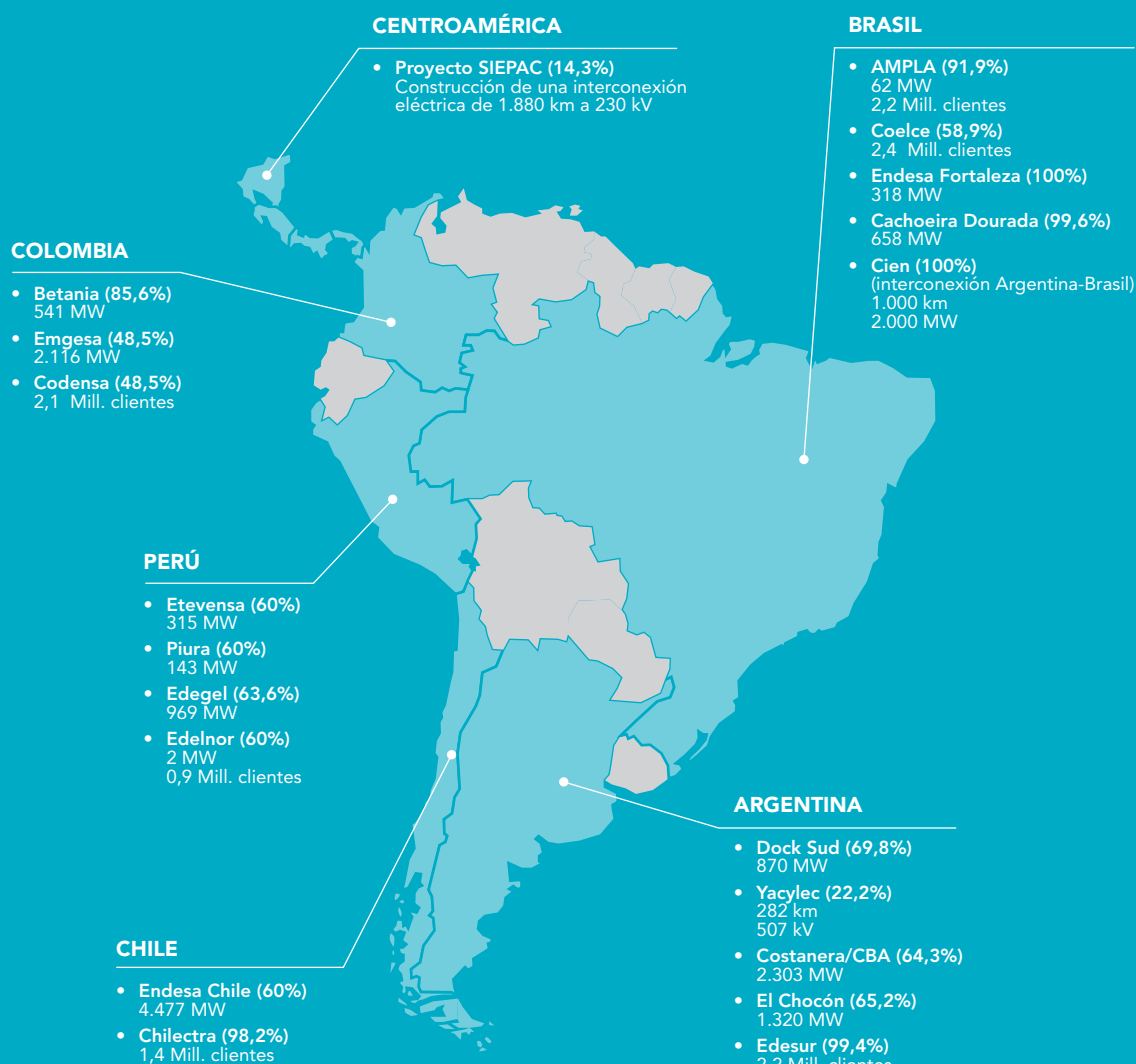 CENTROAMÉRICA
• Proyecto SIEPAC (14,3%)
Construcción de una interconexión
eléctrica de 1.880 km a 230 kV
BRASIL
• AMPLA (91,9%)
62 MW
2,2 Mill. clientes
• Coelce (58,9%)
2,4 Mill. clientes
• Endesa Fortaleza (100%)
318 MW
• Cachoeira Dourada (99,6%)
658 MW
• Cien (100%)
(interconexión Argentina-Brasil)
1.000 km
2.000 MW
COLOMBIA
• Betania (85,6%)
541 MW
• Emgesa (48,5%)
2.116 MW
• Codensa (48,5%)
2,1 Mill. clientes
PERÚ
• Etevensa (60%)
315 MW
• Piura (60%)
143 MW
• Edegel (63,6%)
969 MW
• Edelnor (60%)
2 MW
0,9 Mill. clientes
ARGENTINA
• Dock Sud (69,8%)
870 MW
• Yacylec (22,2%)
282 km
507 kV
• Costanera/CBA (64,3%)
2.303 MW
• El Chocón (65,2%)
1.320 MW
• Edesur (99,4%)
Mill. clientes
CHILE
• Endesa Chile (60%)
4.477 MW
• Chilectra (98,2%)
1,4 Mill. clientes